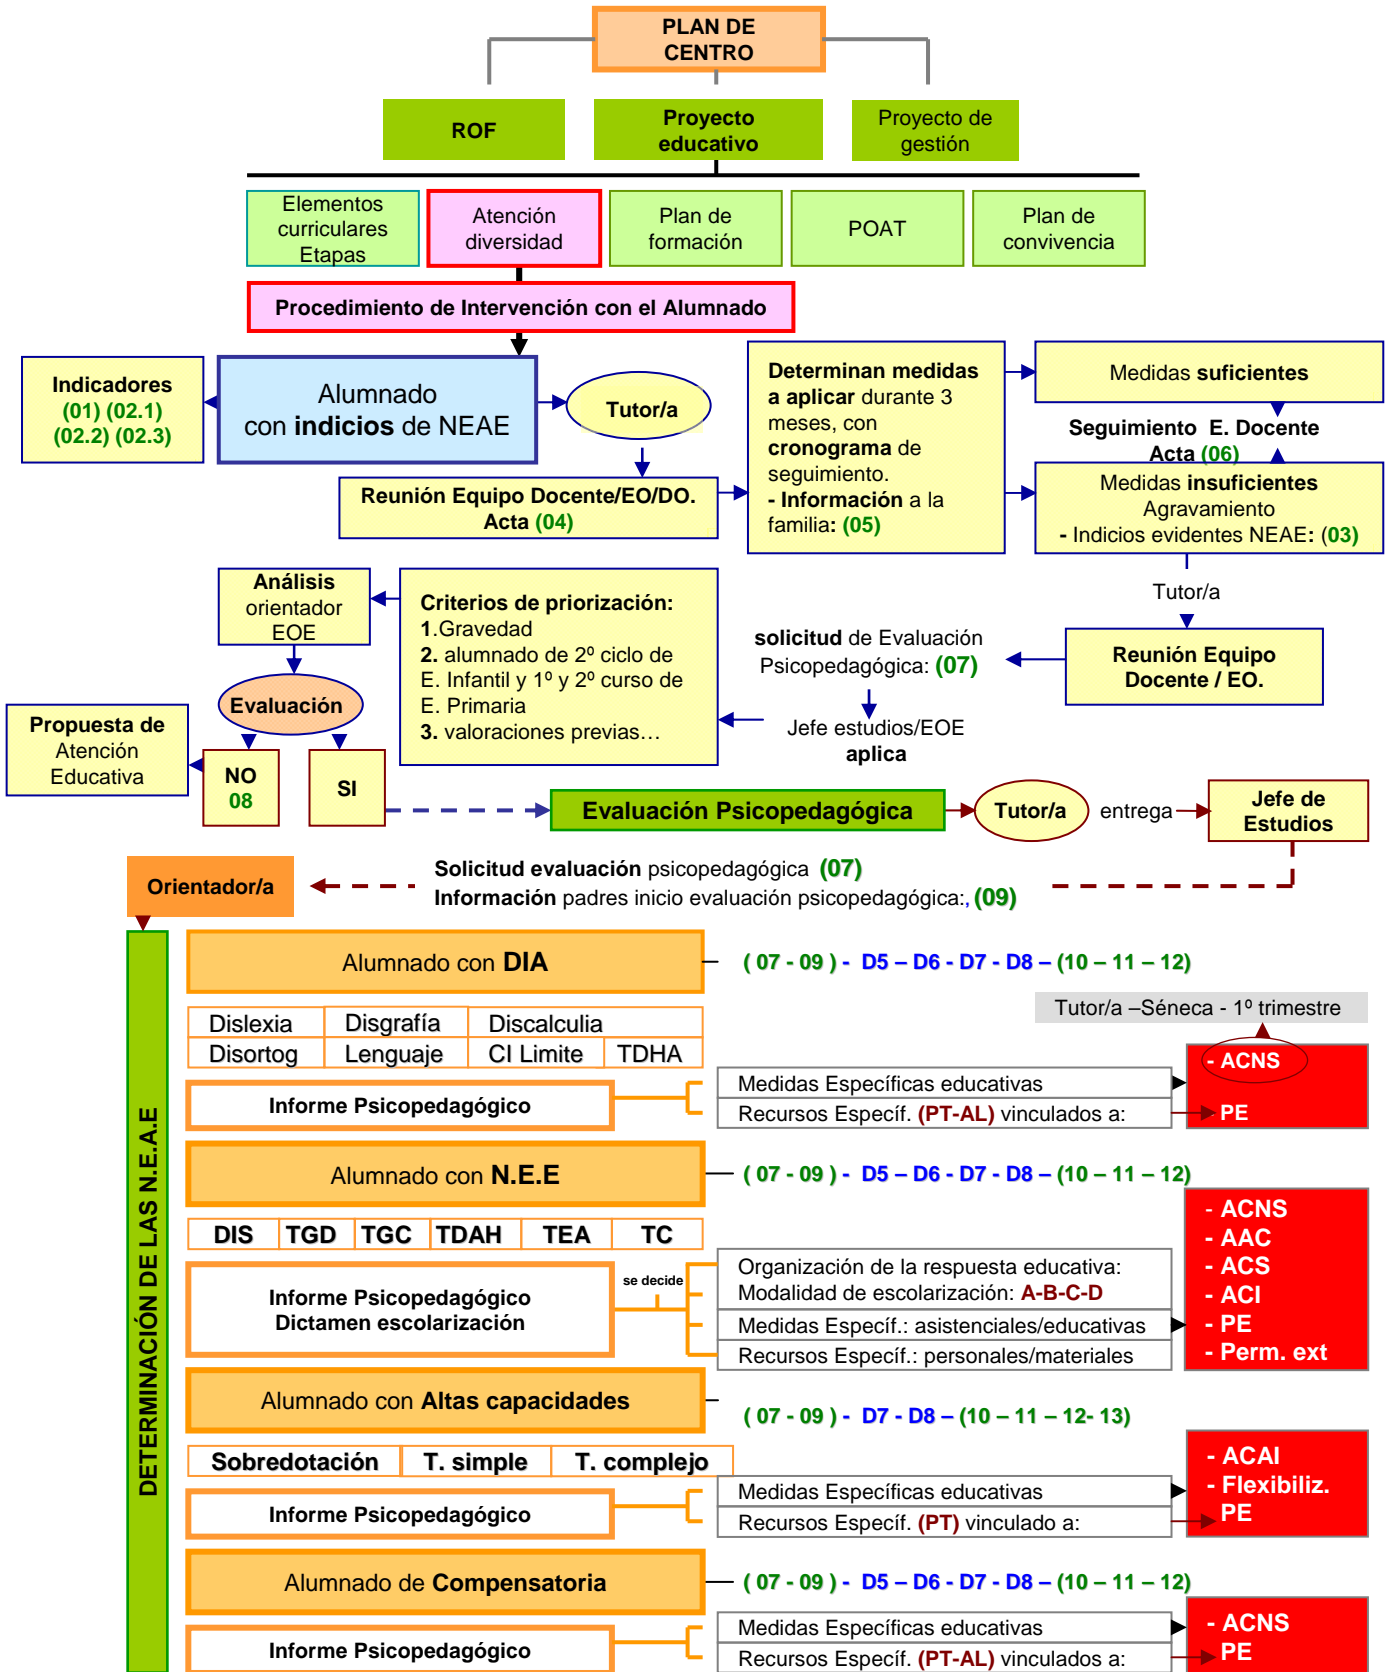 PLAN DE
CENTRO
ROF
Proyecto
educativo
Proyecto de
gestión
Elementos
curriculares
Etapas
Atención
diversidad
Plan de
formación
POAT
Plan de
convivencia
Procedimiento de Intervención con el Alumnado
Indicadores
(01) (02.1)
(02.2) (02.3)
Alumnado
con indicios de NEAE
Tutor/a
Determinan medidas
a aplicar durante 3
meses, con
cronograma de
seguimiento.
- Información a la
familia: (05)
Medidas suficientes
Seguimiento E. Docente
Acta (06)
Medidas insuficientes
Agravamiento
- Indicios evidentes NEAE: (03)
Reunión Equipo Docente/EO/DO.
Acta (04)
Tutor/a
Reunión Equipo
Docente / EO.
solicitud de Evaluación
Psicopedagógica: (07)
Jefe estudios/EOE
aplica
Criterios de priorización:
1.Gravedad
2. alumnado de 2º ciclo de
E. Infantil y 1º y 2º curso de
E. Primaria
3. valoraciones previas…
Análisis
orientador
EOE
Evaluación
Propuesta de
Atención
Educativa
NO
08
SI
Evaluación Psicopedagógica
Tutor/a
entrega
Jefe de
Estudios
Orientador/a
Solicitud evaluación psicopedagógica (07)
Información padres inicio evaluación psicopedagógica:, (09)
DETERMINACIÓN DE LAS N.E.A.E
Alumnado con DIA
( 07 - 09 ) - D5 – D6 - D7 - D8 – (10 – 11 – 12)
Tutor/a –Séneca - 1º trimestre
Dislexia Disgrafía Discalculia
Disortog Lenguaje CI Limite TDHA
Informe Psicopedagógico
Medidas Específicas educativas
Recursos Específ. (PT-AL) vinculados a:
- ACNS
- PE
Alumnado con N.E.E
( 07 - 09 ) - D5 – D6 - D7 - D8 – (10 – 11 – 12)
DIS TGD TGC TDAH TEA TC
Informe Psicopedagógico
Dictamen escolarización
se decide
Organización de la respuesta educativa:
Modalidad de escolarización: A-B-C-D
Medidas Específ.: asistenciales/educativas
Recursos Específ.: personales/materiales
- ACNS
- AAC
- ACS
- ACI
- PE
- Perm. ext
Alumnado con Altas capacidades
( 07 - 09 ) - D7 - D8 – (10 – 11 – 12- 13)
Sobredotación T. simple T. complejo
Informe Psicopedagógico
Medidas Específicas educativas
Recursos Específ. (PT) vinculado a:
- ACAI
- Flexibiliz.
- PE
Alumnado de Compensatoria
( 07 - 09 ) - D5 – D6 - D7 - D8 – (10 – 11 – 12)
Informe Psicopedagógico
Medidas Específicas educativas
Recursos Específ. (PT-AL) vinculados a:
- ACNS
- PE